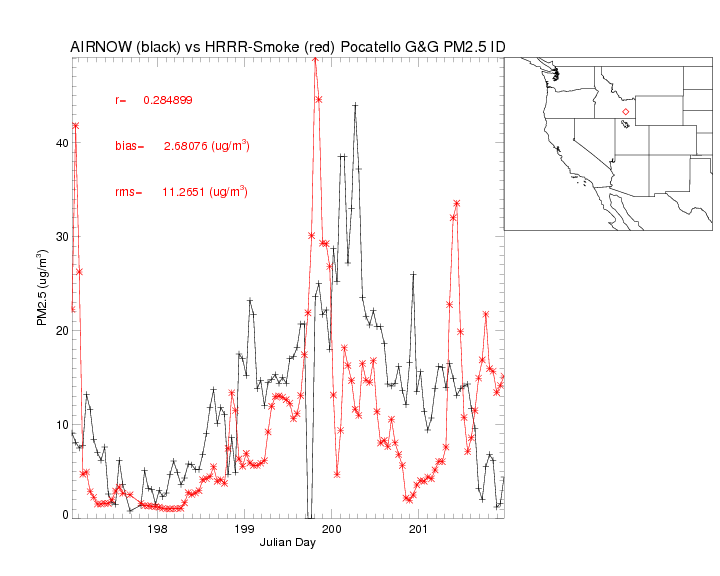 AIRNOW (black) vs HRRR-Smoke (red) Pocatello G&G PM2.5 ID
r= 0.284899
bias= 2.68076 (ug/m³)
rms= 11.2651 (ug/m³)
PM2.5 (ug/m³)
40
30
20
10
0
198 199 200 201
Julian Day